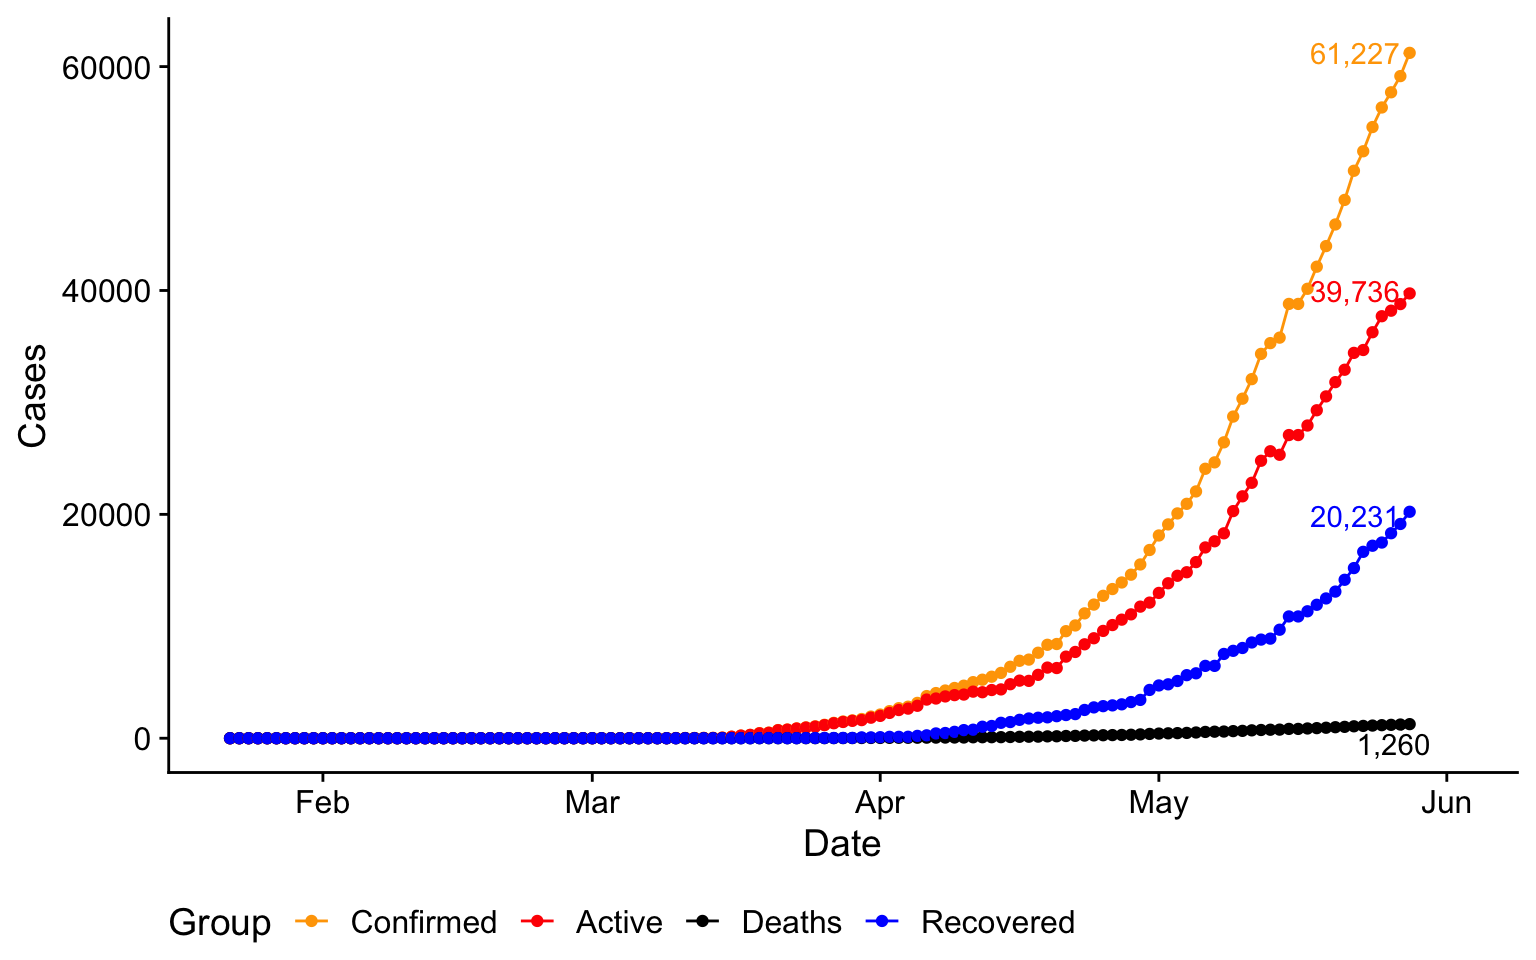 61,227
60000
39,736
40000
Cases
20,231
20000
0
1,260
Feb Mar Apr May Jun
Date
Group Confirmed Active Deaths Recovered